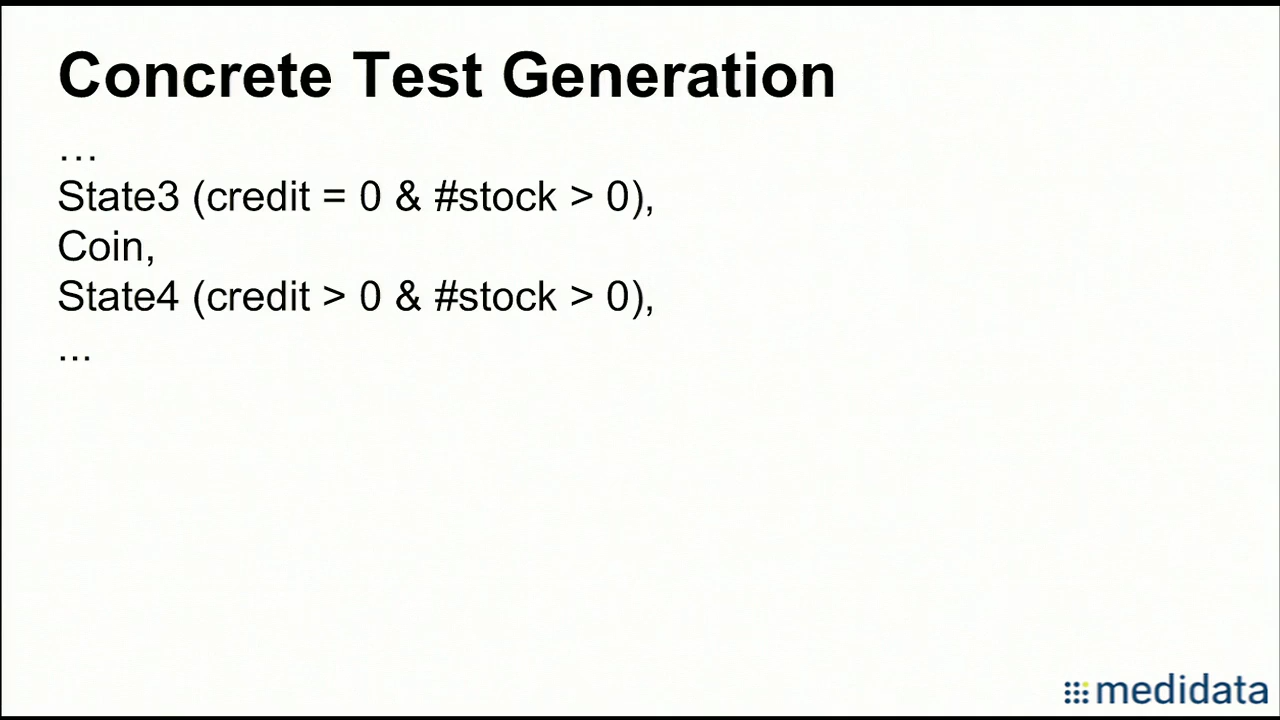 Concrete Test Generation
…
State3 (credit = 0 & #stock > 0),
Coin,
State4 (credit > 0 & #stock > 0),
...
medidata